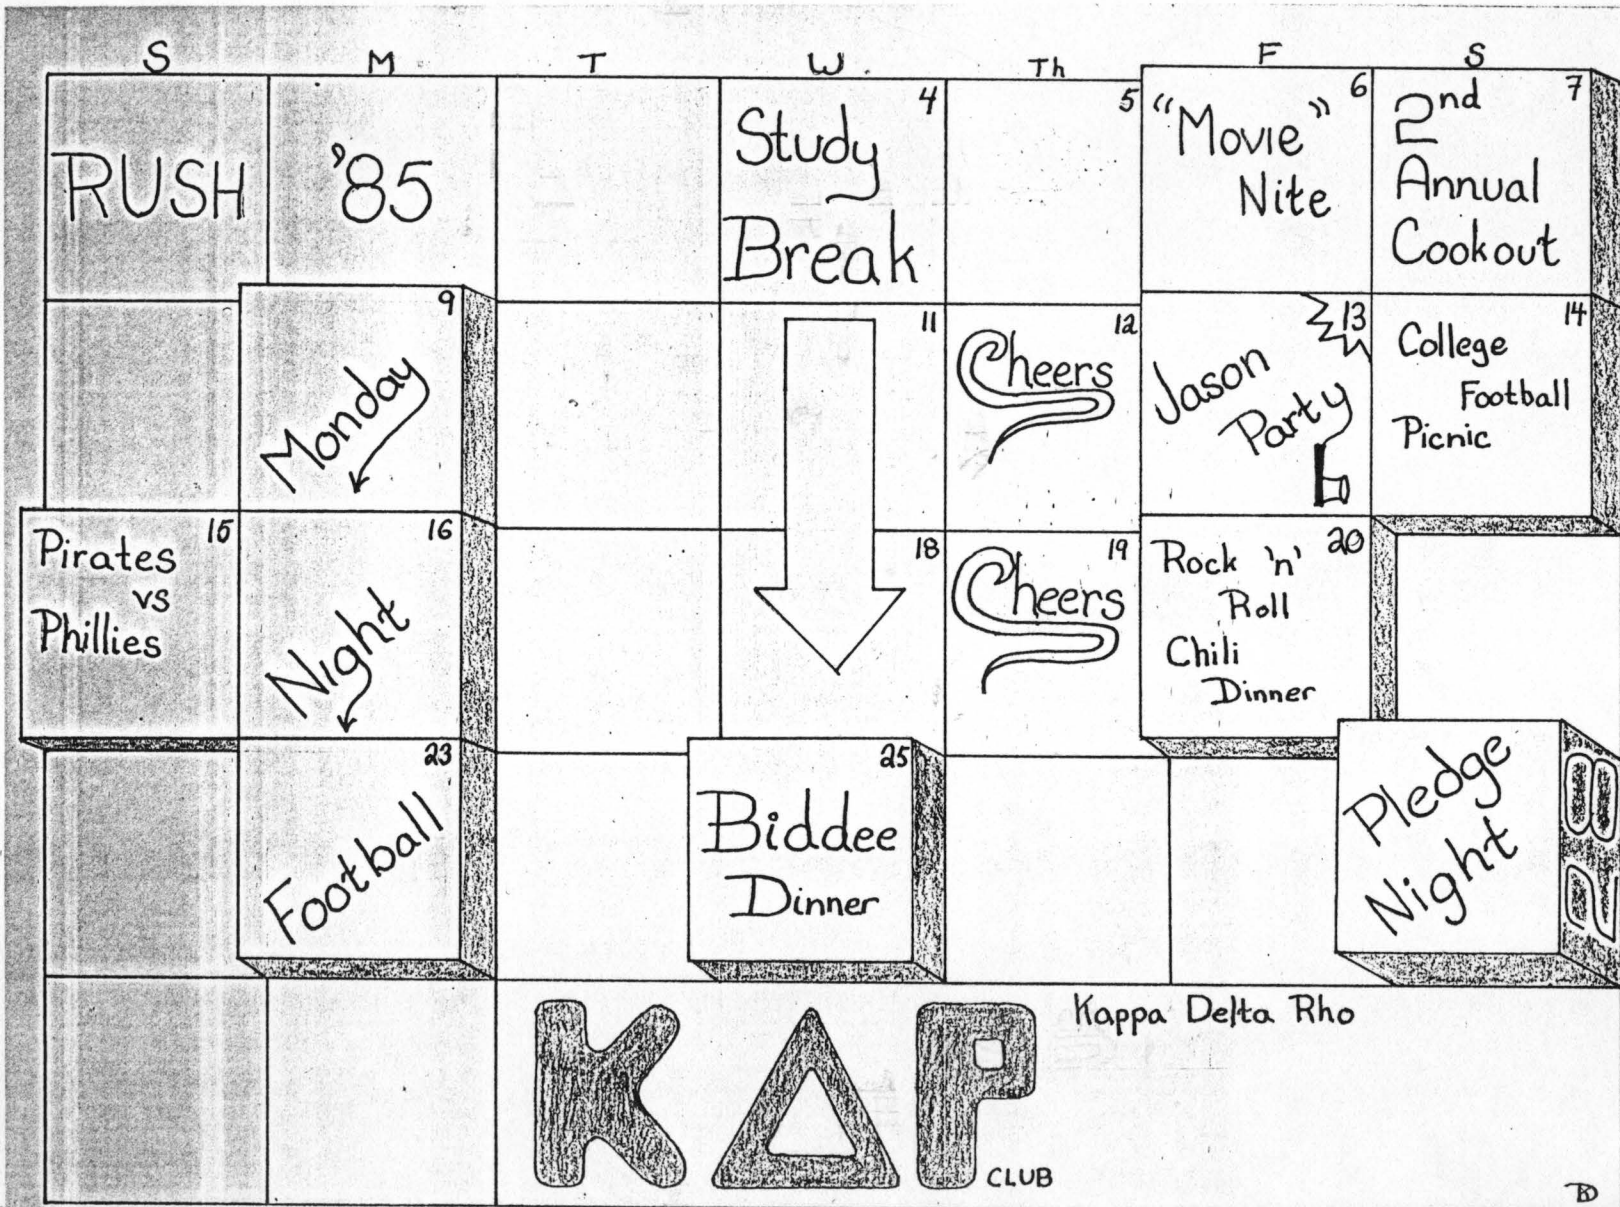 S M T W. Th F S
RUSH
'85
4
Study
Break
5
6
"Movie"
Nite
7
2nd
Annual
Cookout
9
Monday
11
12
Cheers
13
Jason
Party
14
College
Football
Picnic
15
Pirates
vs
Phillies
16
Night
18
19
Cheers
20
Rock 'n'
Roll
Chili
Dinner
23
Football
25
Biddee
Dinner
Pledge
Night
28
Kappa Delta Rho
ΚΔΡ
CLUB